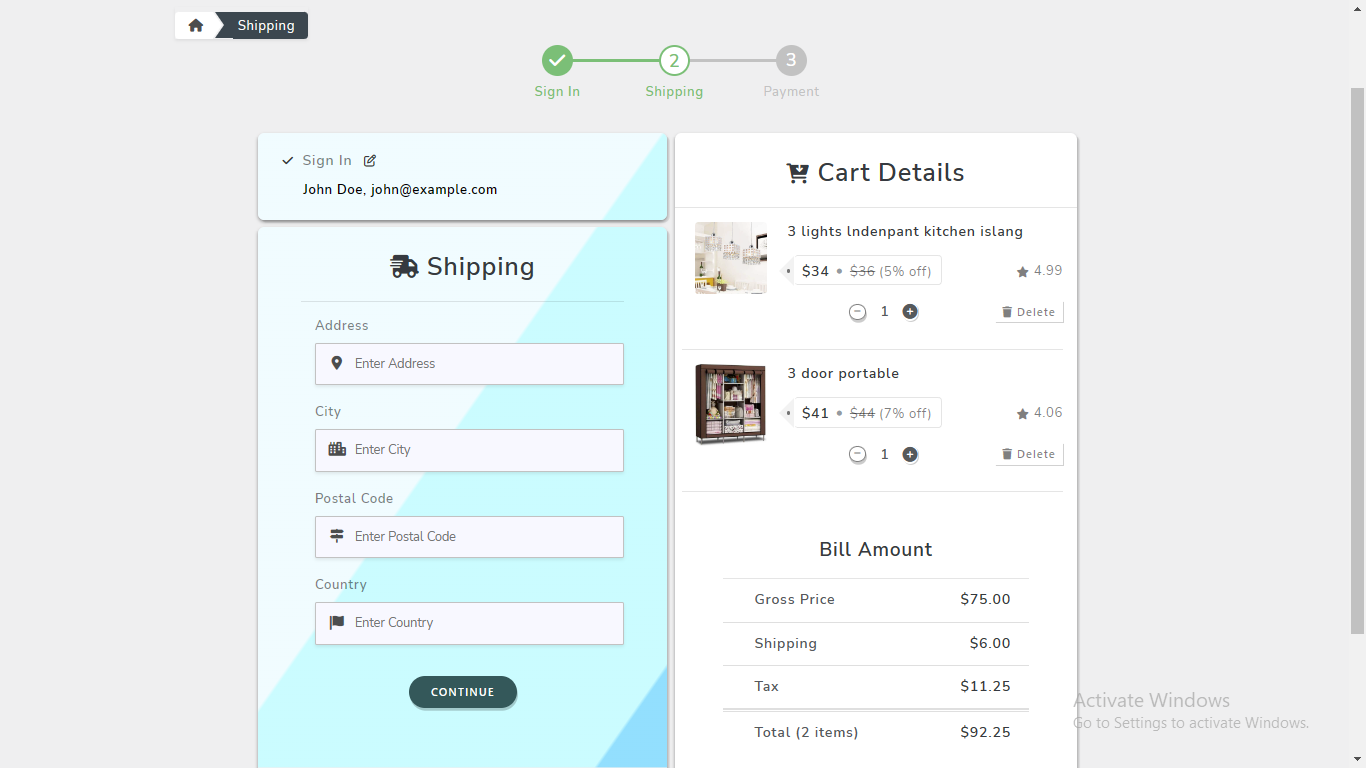 Shipping
2
3
Sign In
Shipping
Payment
Sign In
John Doe, john@example.com
Shipping
Address
Enter Address
City
Enter City
Postal Code
Enter Postal Code
Country
Enter Country
CONTINUE
Cart Details
3 lights lndenpant kitchen islang
$34 • $36 (5% off)
4.99
1
Delete
3 door portable
$41 • $44 (7% off)
4.06
1
Delete
Bill Amount
Gross Price $75.00
Shipping $6.00
Tax $11.25
Total (2 items) $92.25
Activate Windows
Go to Settings to activate Windows.